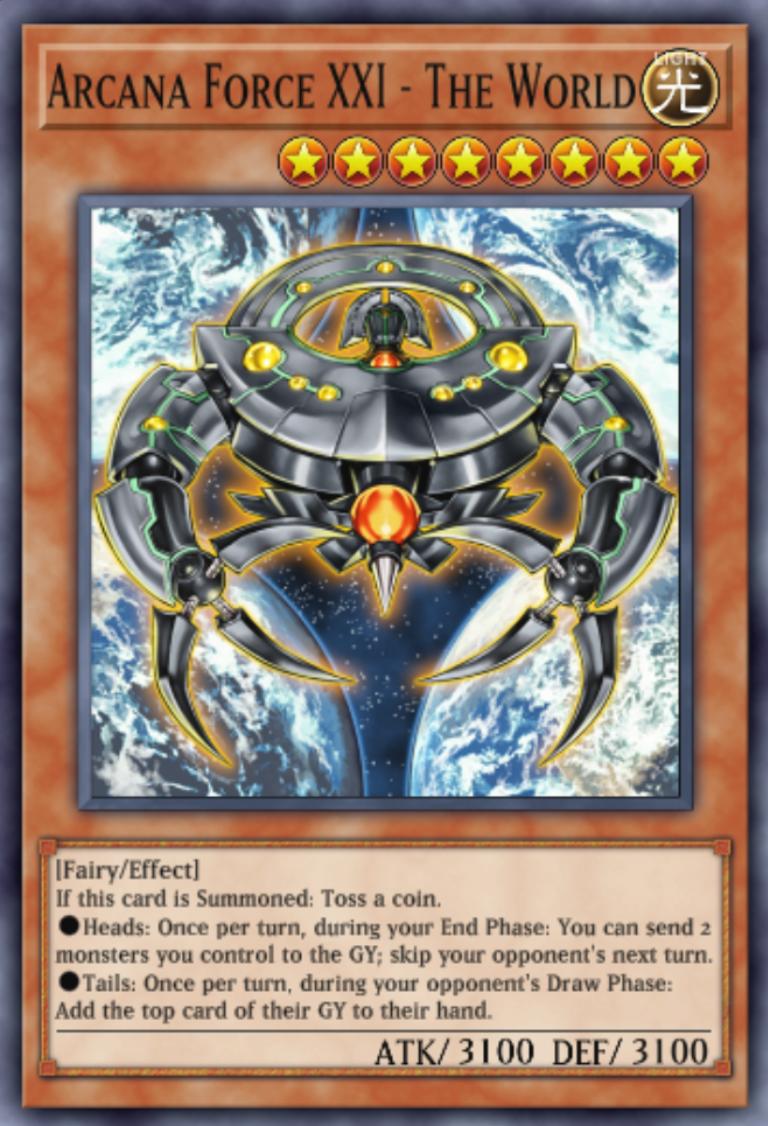 ARCANA FORCE XXI - THE WORLD
LIGHT
光
[Fairy/Effect]
If this card is Summoned: Toss a coin.
●Heads: Once per turn, during your End Phase: You can send 2
monsters you control to the GY; skip your opponent's next turn.
●Tails: Once per turn, during your opponent's Draw Phase:
Add the top card of their GY to their hand.
ATK/ 3100 DEF/ 3100